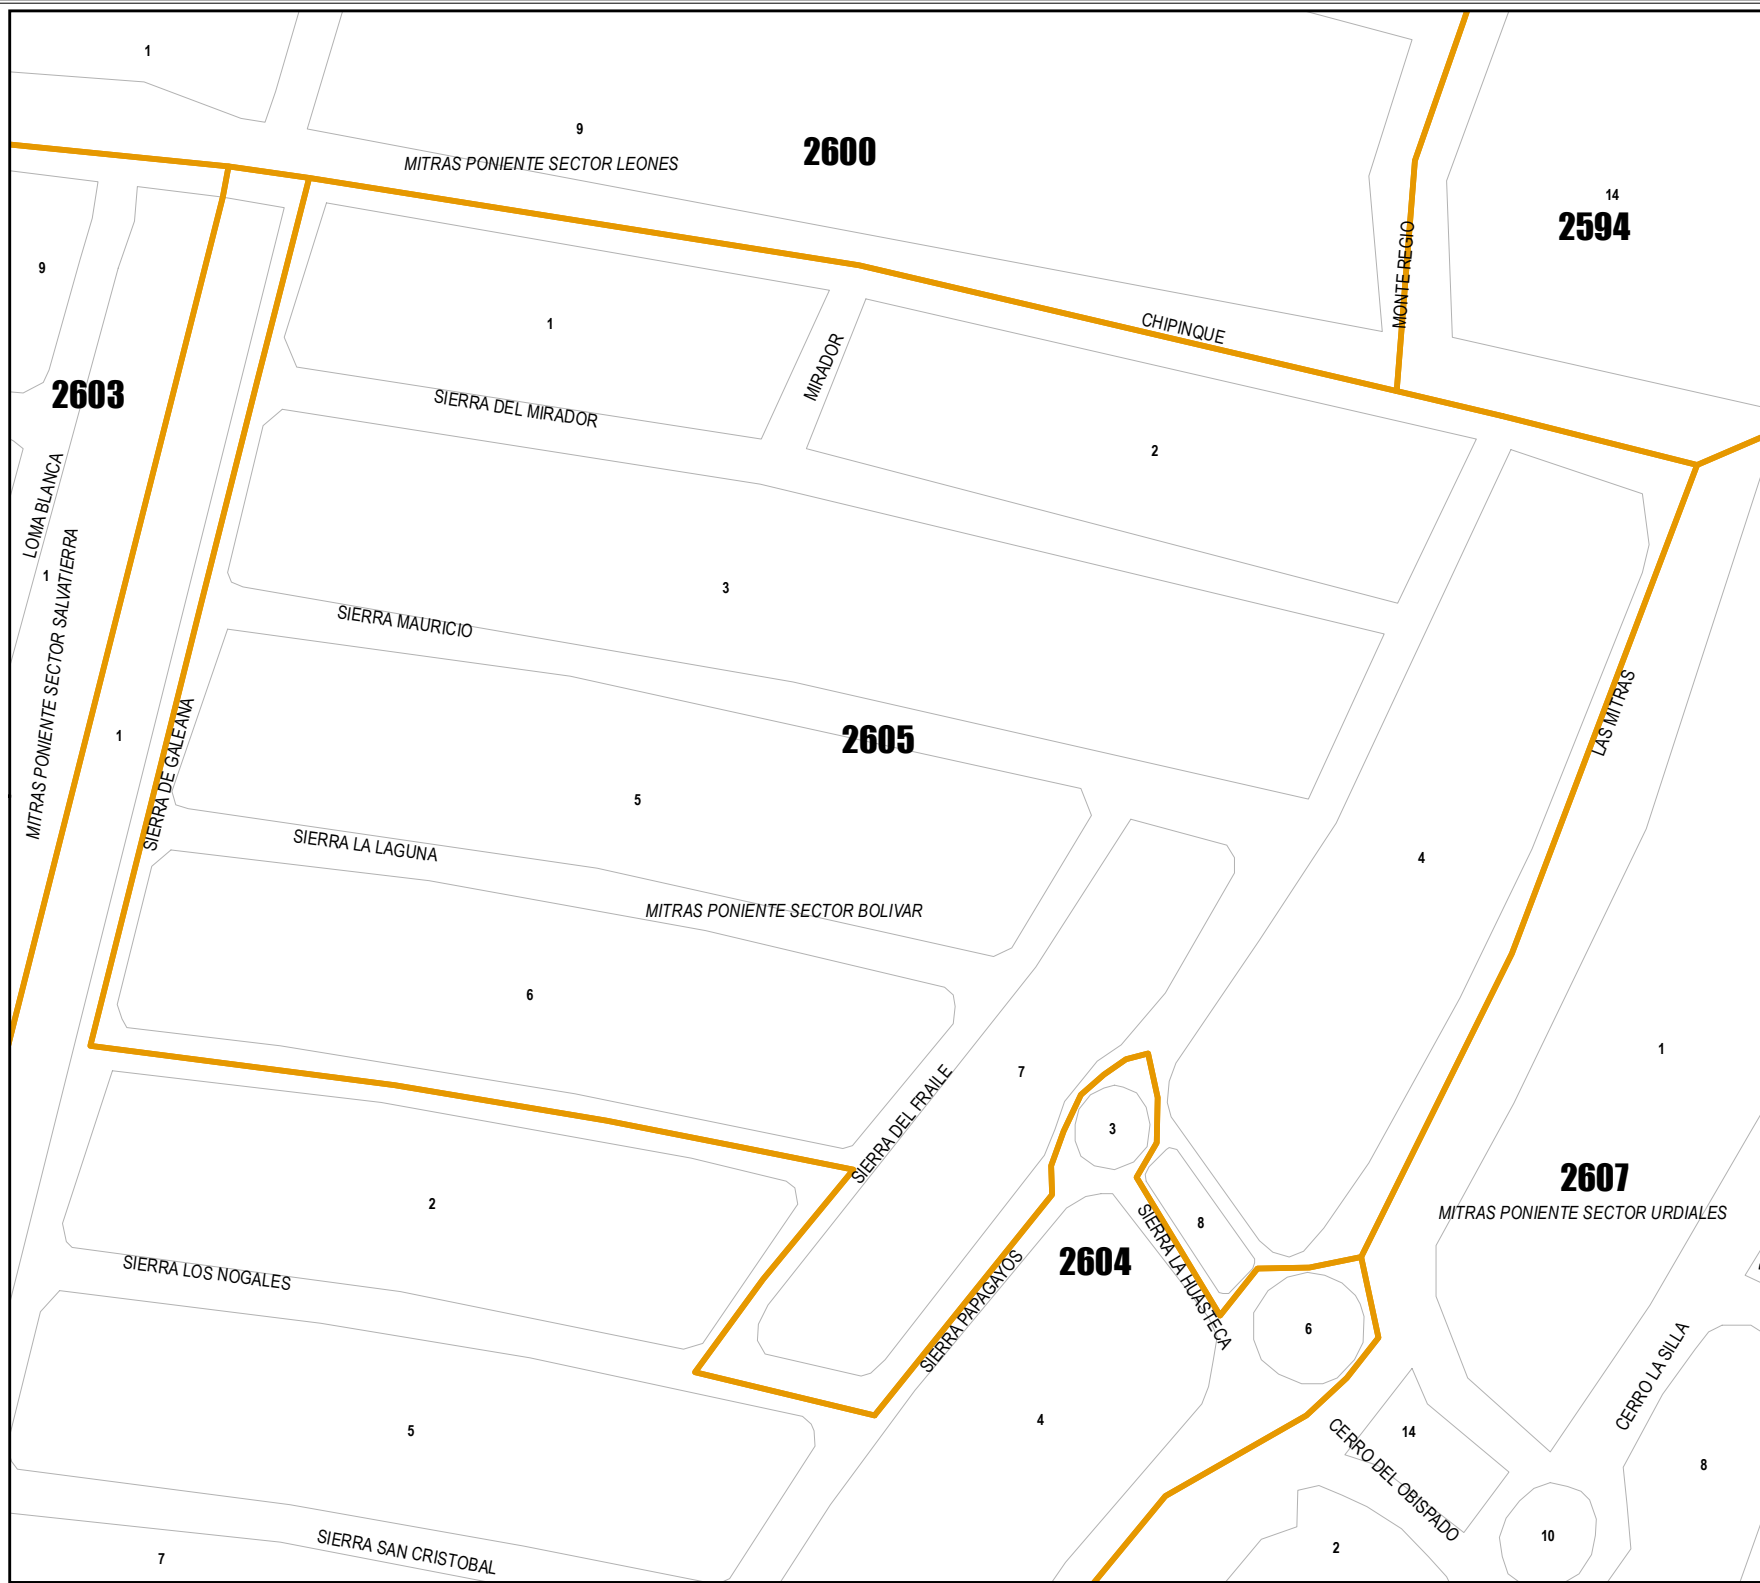 1
9
MITRAS PONIENTE SECTOR LEONES
2600
14
2594
MONTE REGIO
9
1
CHIPINQUE
MIRADOR
2603
SIERRA DEL MIRADOR
2
LOMA BLANCA
1
3
MITRAS PONIENTE SECTOR SALVATIERRA
SIERRA MAURICIO
LAS MITRAS
1
SIERRA DE GALEANA
2605
5
SIERRA LA LAGUNA
4
MITRAS PONIENTE SECTOR BOLIVAR
6
7
1
SIERRA DEL FRAILE
3
2607
MITRAS PONIENTE SECTOR URDIALES
2
8
SIERRA LA HUASTECA
2604
SIERRA LOS NOGALES
SIERRA PAPAGAYOS
6
CERRO LA SILLA
4
5
14
CERRO DEL OBISPADO
8
10
2
SIERRA SAN CRISTOBAL
7